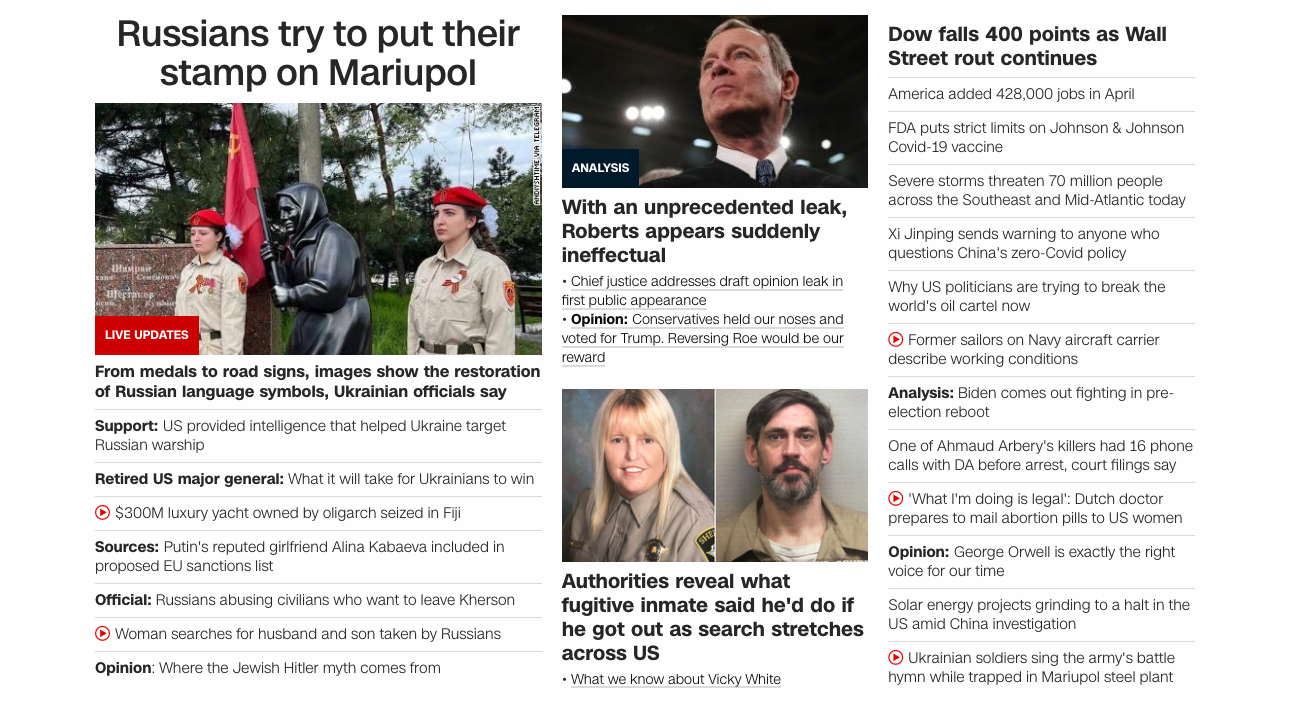 Russians try to put their
stamp on Mariupol
ANDRYSHTIME VIA TELEGRAM
Шамрай
Шестаков
LIVE UPDATES
From medals to road signs, images show the restoration
of Russian language symbols, Ukrainian officials say
Support: US provided intelligence that helped Ukraine target
Russian warship
Retired US major general: What it will take for Ukrainians to win
$300M luxury yacht owned by oligarch seized in Fiji
Sources: Putin's reputed girlfriend Alina Kabaeva included in
proposed EU sanctions list
Official: Russians abusing civilians who want to leave Kherson
Woman searches for husband and son taken by Russians
Opinion: Where the Jewish Hitler myth comes from
ANALYSIS
With an unprecedented leak,
Roberts appears suddenly
ineffectual
• Chief justice addresses draft opinion leak in
first public appearance
• Opinion: Conservatives held our noses and
voted for Trump. Reversing Roe would be our
reward
Authorities reveal what
fugitive inmate said he'd do if
he got out as search stretches
across US
• What we know about Vicky White
Dow falls 400 points as Wall
Street rout continues
America added 428,000 jobs in April
FDA puts strict limits on Johnson & Johnson
Covid-19 vaccine
Severe storms threaten 70 million people
across the Southeast and Mid-Atlantic today
Xi Jinping sends warning to anyone who
questions China's zero-Covid policy
Why US politicians are trying to break the
world's oil cartel now
Former sailors on Navy aircraft carrier
describe working conditions
Analysis: Biden comes out fighting in pre-
election reboot
One of Ahmaud Arbery's killers had 16 phone
calls with DA before arrest, court filings say
'What I'm doing is legal': Dutch doctor
prepares to mail abortion pills to US women
Opinion: George Orwell is exactly the right
voice for our time
Solar energy projects grinding to a halt in the
US amid China investigation
Ukrainian soldiers sing the army's battle
hymn while trapped in Mariupol steel plant